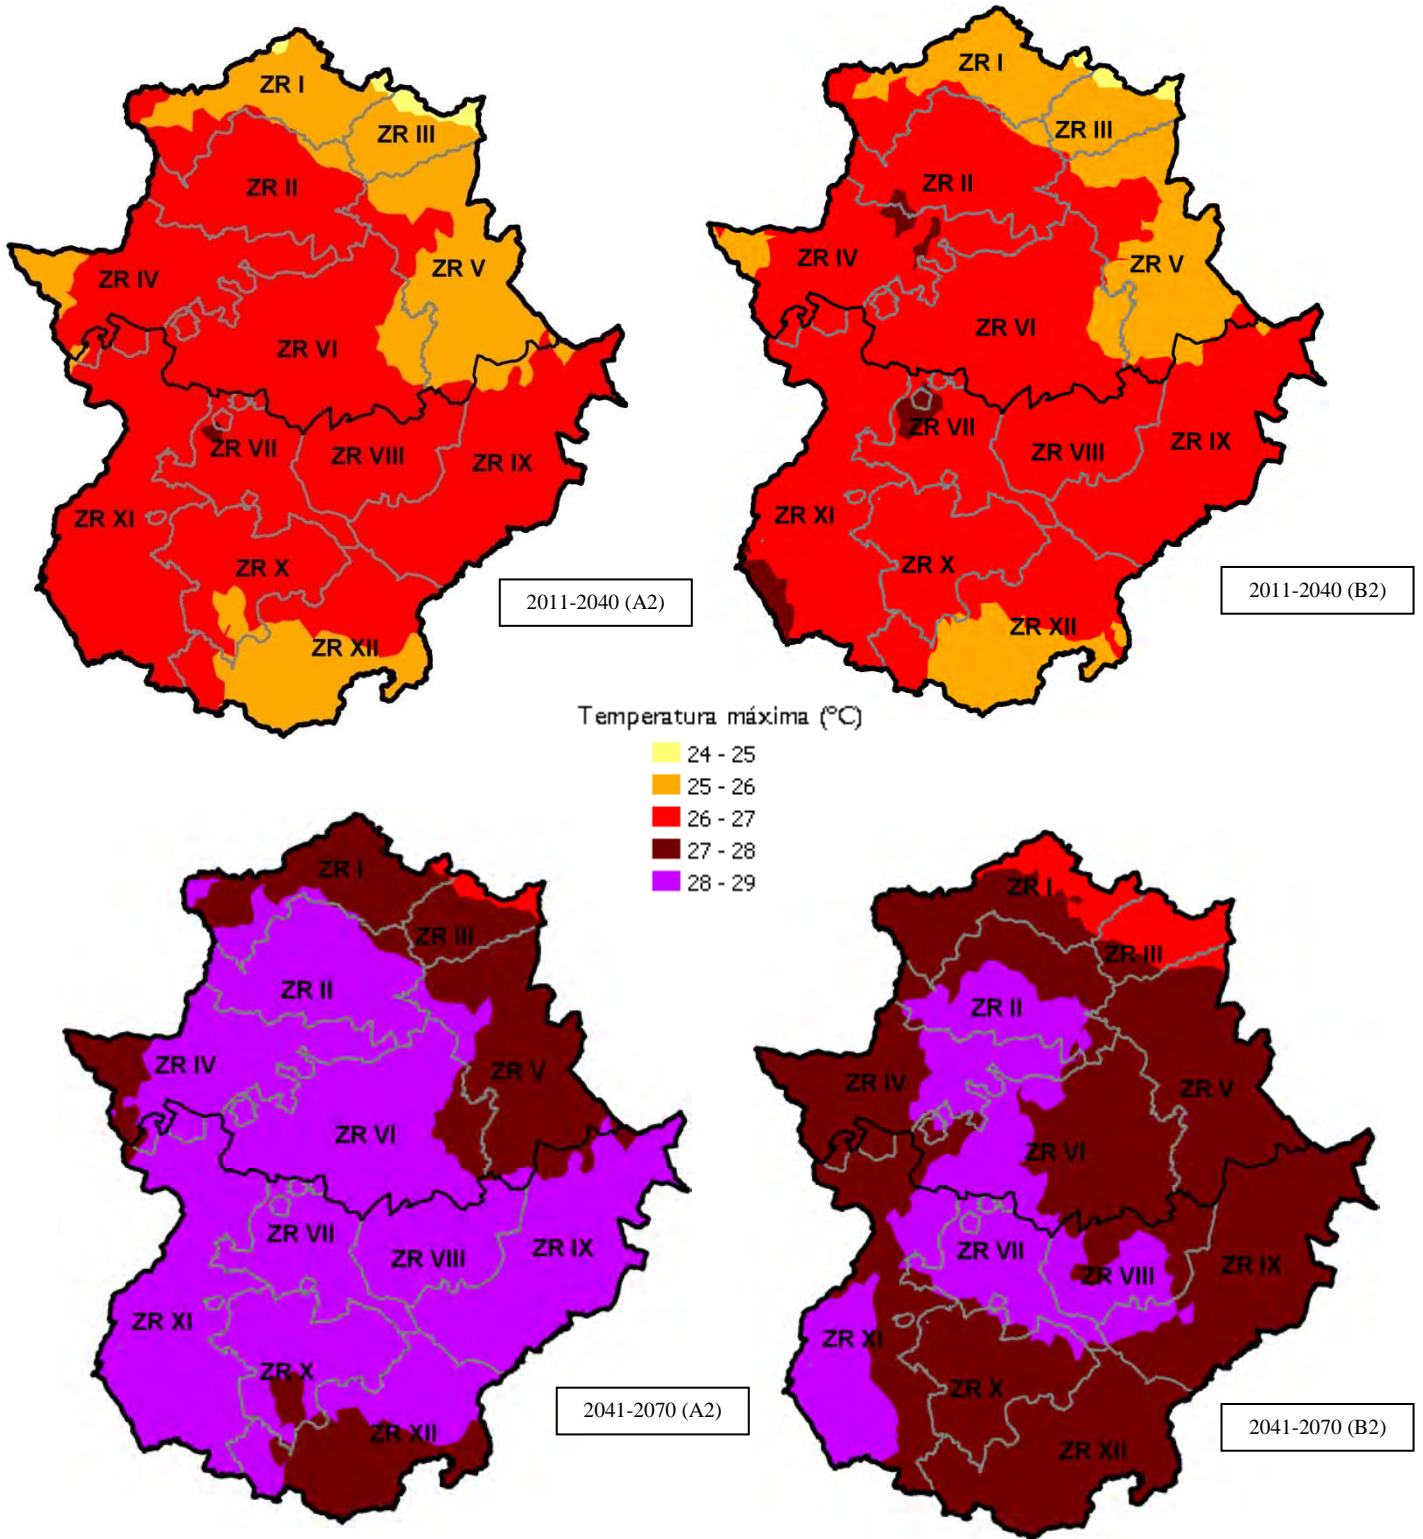 ZR I
ZR III
ZR II
ZR IV
ZR V
ZR VI
ZR VII
ZR VIII
ZR IX
ZR XI
ZR X
ZR XII
2011-2040 (A2)
ZR I
ZR III
ZR II
ZR IV
ZR V
ZR VI
ZR VII
ZR VIII
ZR IX
ZR XI
ZR X
ZR XII
2011-2040 (B2)
Temperatura máxima (ºC)
24 - 25
25 - 26
26 - 27
27 - 28
28 - 29
ZR I
ZR III
ZR II
ZR IV
ZR V
ZR VI
ZR VII
ZR VIII
ZR IX
ZR XI
ZR X
ZR XII
2041-2070 (A2)
ZR I
ZR III
ZR II
ZR IV
ZR V
ZR VI
ZR VII
ZR VIII
ZR IX
ZR XI
ZR X
ZR XII
2041-2070 (B2)